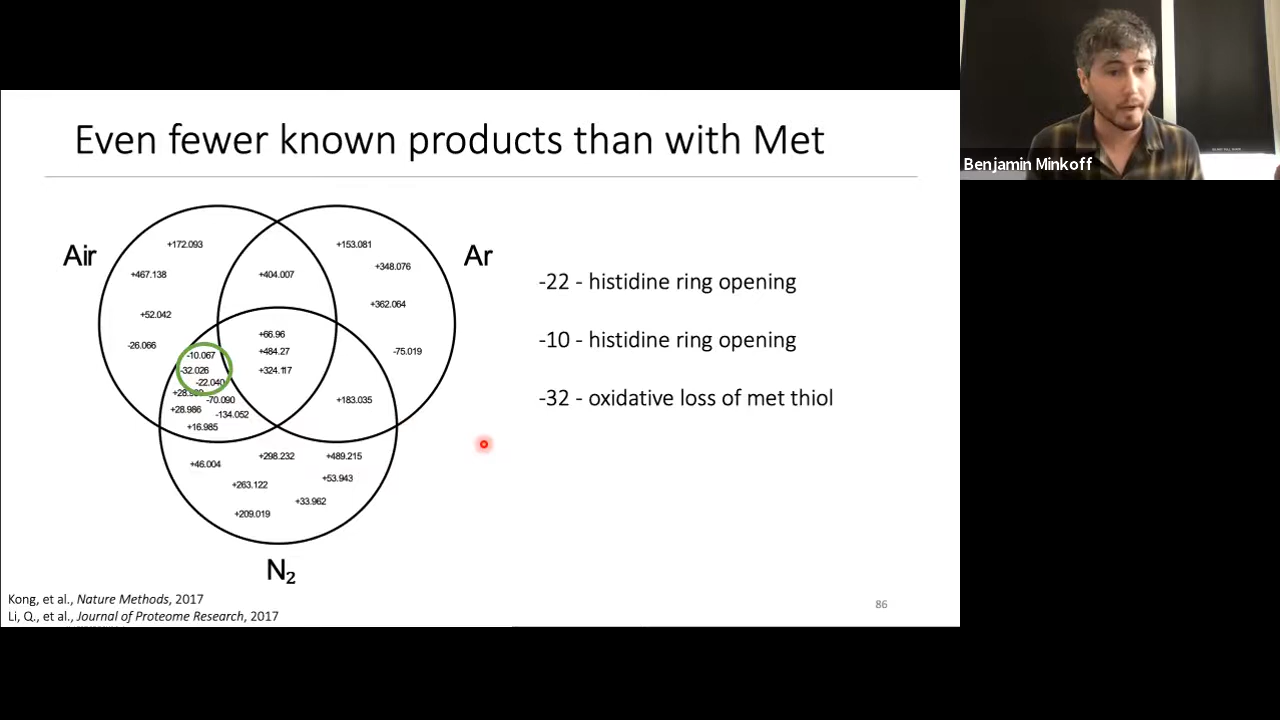 Even fewer known products than with Met
Air
Ar
+172.093
+153.081
+467.138
+404.007
+348.076
+52.042
+362.064
-26.066
+66.96
-10.067
+484.27
-75.019
-32.026
+324.117
-22.040
-70.090
+183.035
+28.986
-134.052
+16.985
+46.004
+298.232
+489.215
+263.122
+53.943
+33.962
+209.019
N₂
-22 - histidine ring opening
-10 - histidine ring opening
-32 - oxidative loss of met thiol
Kong, et al., Nature Methods, 2017
Li, Q., et al., Journal of Proteome Research, 2017
86
Benjamin Minkoff